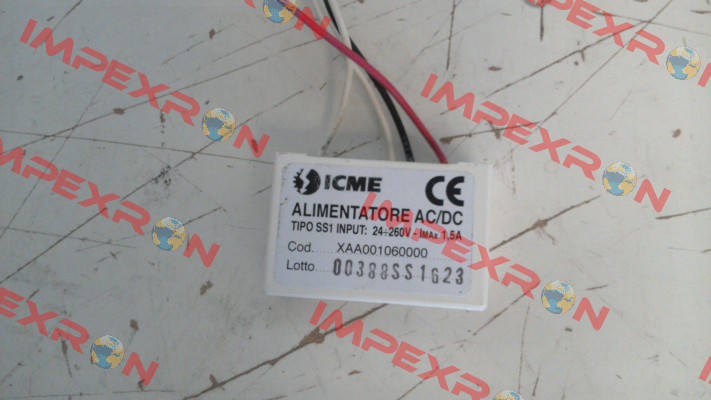 ICME CE
ALIMENTATORE AC/DC
TIPO SS1 INPUT: 24÷260V - IMAX 1,5A
Cod. XAA001060000
Lotto 00388SS1623
IMPEXRON
IMPEXRON
IMPEXRON
IMPEXRON
IMPEXRON
IMPEXRON
IMPEXRON
IMPEXRON